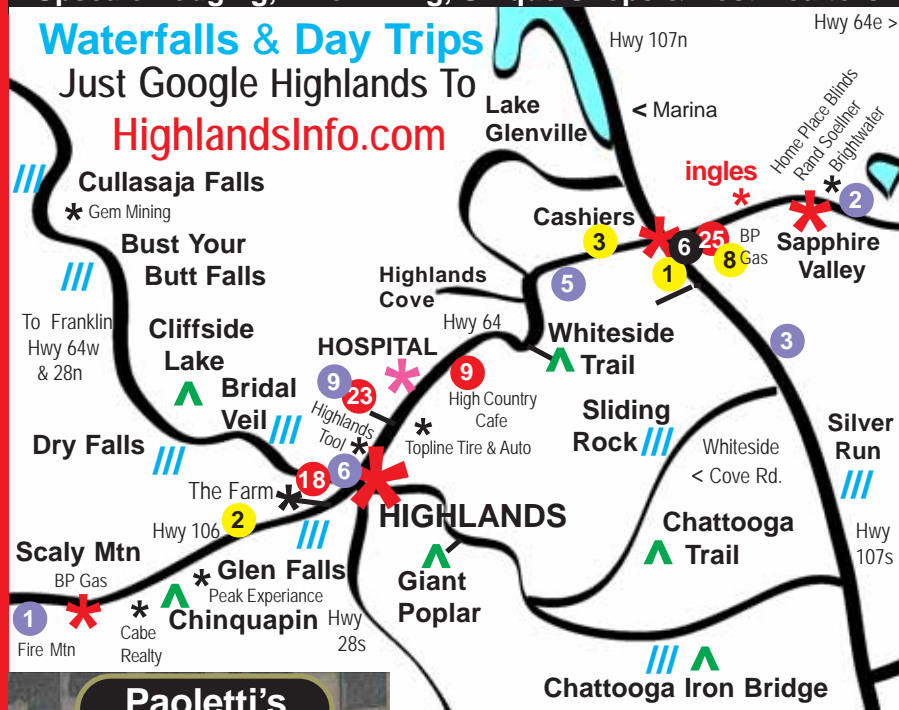 Waterfalls & Day Trips
Just Google Highlands To
HighlandsInfo.com
Hwy 107n
Hwy 64e >
Lake
Glenville
< Marina
Home Place Blinds
Rand Soellner
Brightwater
ingles
2
Cullasaja Falls
Gem Mining
Cashiers
3
6
25
8
BP
Gas
1
Sapphire
Valley
Bust Your
Butt Falls
Highlands
Cove
5
To Franklin
Hwy 64w
& 28n
Cliffside
Lake
Hwy 64
Whiteside
Trail
3
HOSPITAL
9
23
9
High Country
Cafe
Bridal
Veil
Highlands
Tool
Topline Tire & Auto
Sliding
Rock
Silver
Run
Dry Falls
Whiteside
< Cove Rd.
18
6
The Farm
2
Hwy 106
HIGHLANDS
Chattooga
Trail
Hwy
107s
Scaly Mtn
BP Gas
Glen Falls
Peak Experience
Giant
Poplar
1
Fire Mtn
Cabe
Realty
Chinquapin
Hwy
28s
Chattooga Iron Bridge
Paoletti's